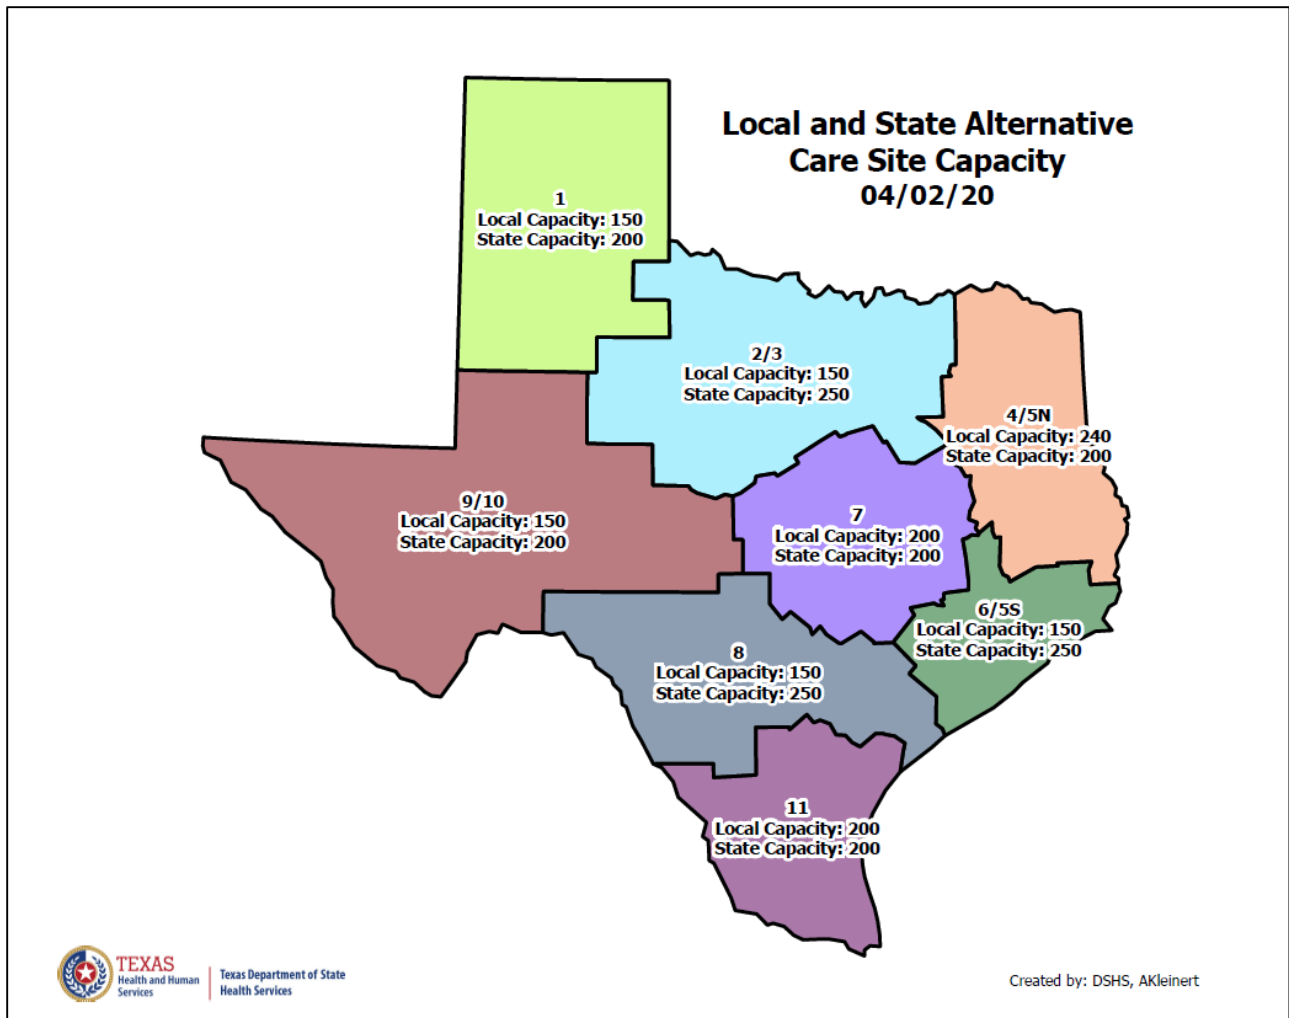 Local and State Alternative
Care Site Capacity
04/02/20
1
Local Capacity: 150
State Capacity: 200
2/3
Local Capacity: 150
State Capacity: 250
4/5N
Local Capacity: 240
State Capacity: 200
9/10
Local Capacity: 150
State Capacity: 200
7
Local Capacity: 200
State Capacity: 200
6/5S
Local Capacity: 150
State Capacity: 250
8
Local Capacity: 150
State Capacity: 250
11
Local Capacity: 200
State Capacity: 200
TEXAS
Health and Human
Services
Texas Department of State
Health Services
Created by: DSHS, AKleinert